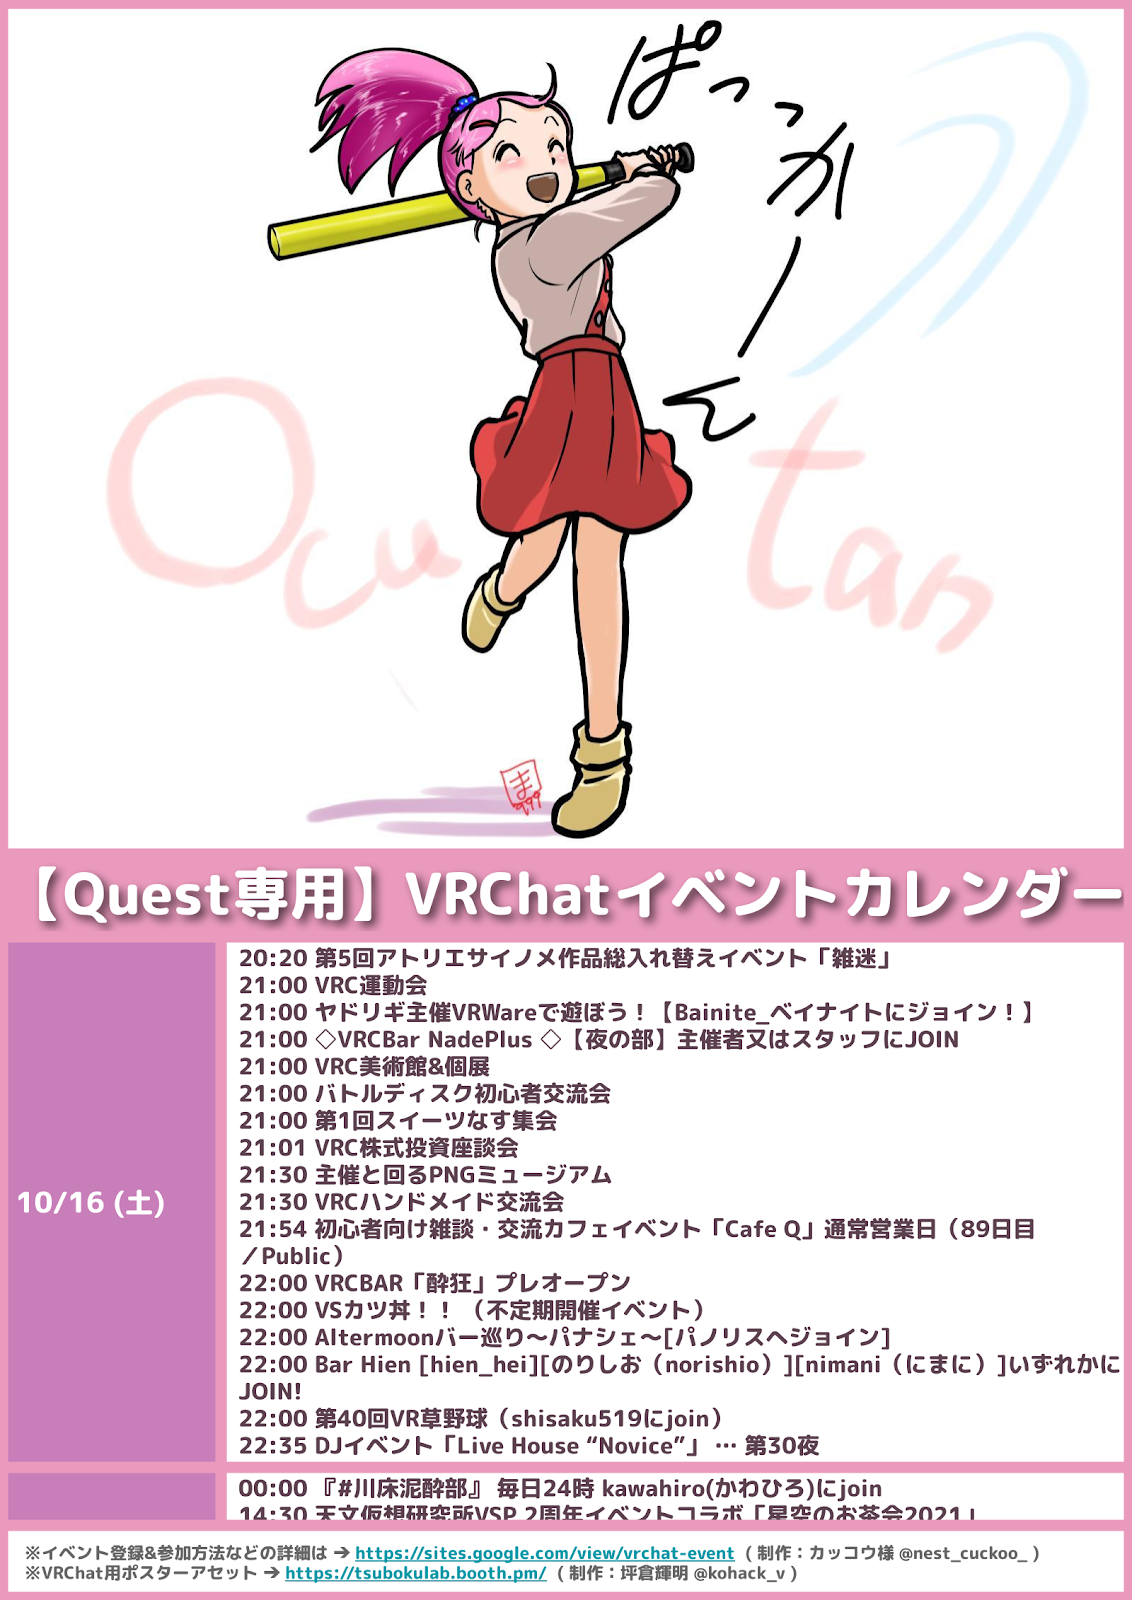 ぱっっかーん
Ocu tan
ま
999
【Quest専用】VRChatイベントカレンダー
10/16 (土)
20:20 第5回アトリエサイノメ作品総入れ替えイベント「雑迷」
21:00 VRC運動会
21:00 ヤドリギ主催VRWareで遊ぼう！【Bainite_ベイナイトにジョイン！】
21:00 ◇VRCBar NadePlus ◇【夜の部】主催者又はスタッフにJOIN
21:00 VRC美術館&個展
21:00 バトルディスク初心者交流会
21:00 第1回スイーツなす集会
21:01 VRC株式投資座談会
21:30 主催と回るPNGミュージアム
21:30 VRCハンドメイド交流会
21:54 初心者向け雑談・交流カフェイベント「Cafe Q」通常営業日（89日目
／Public）
22:00 VRCBAR「酔狂」プレオープン
22:00 VSカツ丼！！（不定期開催イベント）
22:00 Altermoonバー巡り～パナシェ～[パノリスへジョイン]
22:00 Bar Hien [hien_hei][のりしお（norishio）][nimani（にまに）]いずれかに
JOIN!
22:00 第40回VR草野球（shisaku519にjoin）
22:35 DJイベント「Live House “Novice”」 … 第30夜
00:00 『#川床泥酔部』 毎日24時 kawahiro(かわひろ)にjoin
14:30 天文仮想研究所VSP 2周年イベントコラボ「星空のお茶会2021」
※イベント登録&参加方法などの詳細は ➔ https://sites.google.com/view/vrchat-event （ 制作：カッコウ様 @nest_cuckoo_ ）
※VRChat用ポスターアセット ➔ https://tsubokulab.booth.pm/ （ 制作：坪倉輝明 @kohack_v ）